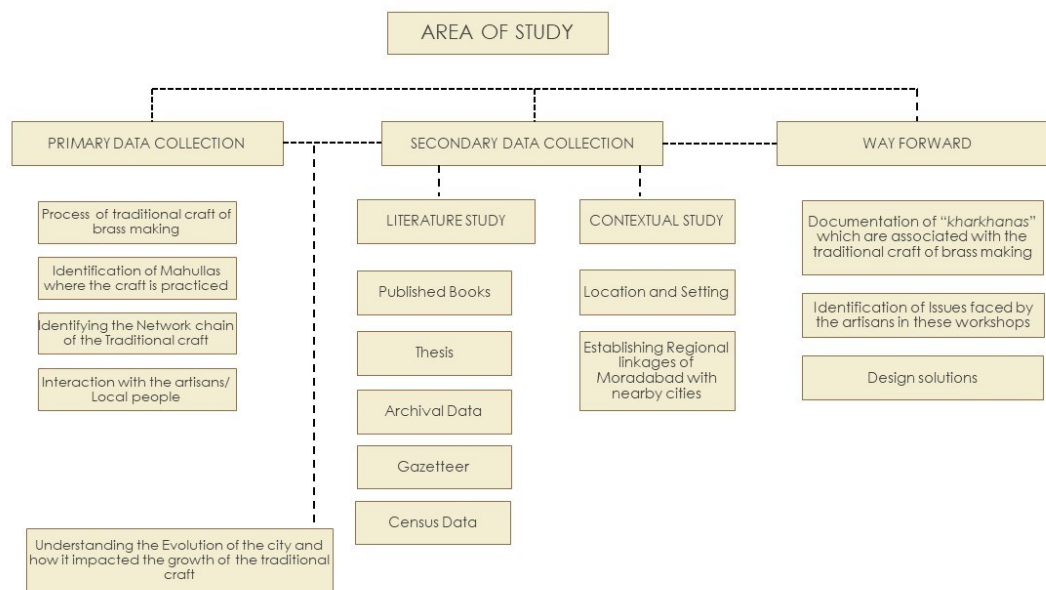 AREA OF STUDY
PRIMARY DATA COLLECTION
SECONDARY DATA COLLECTION
WAY FORWARD
Process of traditional craft of
brass making
Identification of Mahullas
where the craft is practiced
Identifying the Network chain
of the Traditional craft
Interaction with the artisans/
Local people
LITERATURE STUDY
Published Books
Thesis
Archival Data
Gazetteer
Census Data
CONTEXTUAL STUDY
Location and Setting
Establishing Regional
linkages of
Moradabad with
nearby cities
Documentation of “kharkhanas”
which are associated with the
traditional craft of brass making
Identification of Issues faced by
the artisans in these workshops
Design solutions
Understanding the Evolution of the city and
how it impacted the growth of the traditional
craft